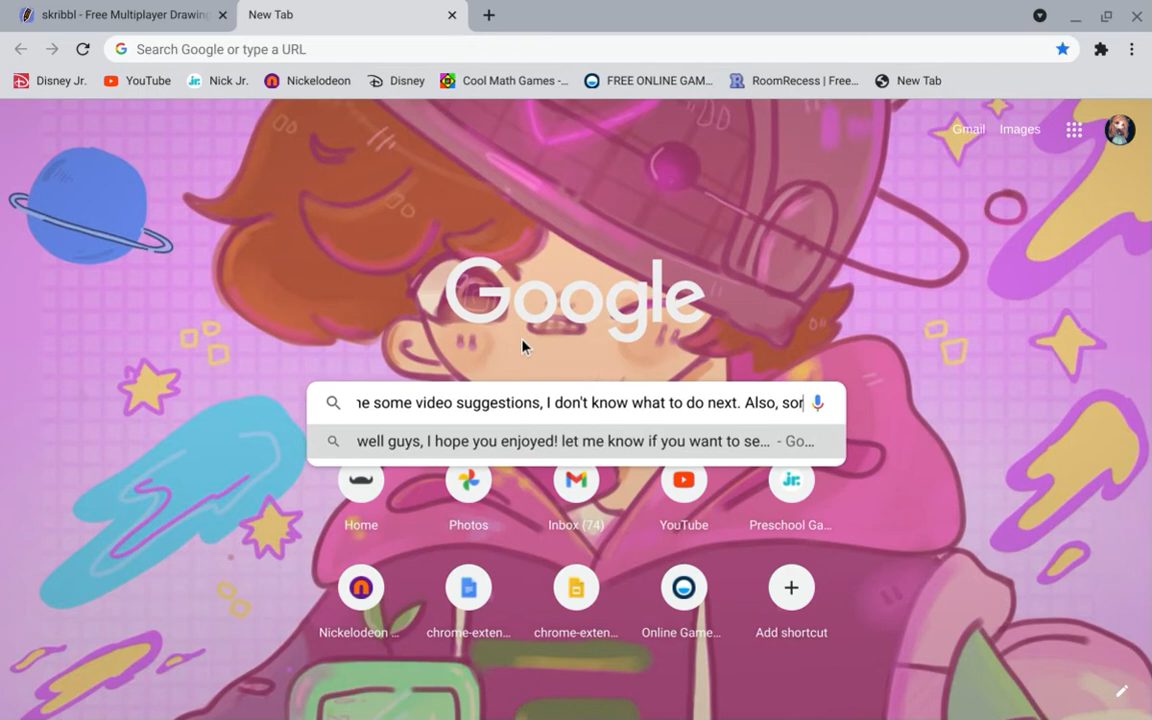 skribbl - Free Multiplayer Drawing
New Tab
Search Google or type a URL
Disney Jr. YouTube Nick Jr. Nickelodeon Disney Cool Math Games -... FREE ONLINE GAM... RoomRecess | Free... New Tab
Gmail Images
Google
some video suggestions, I don't know what to do next. Also, sor
well guys, I hope you enjoyed! let me know if you want to se... - Go...
Home Photos Inbox (74) YouTube Preschool Ga...
Nickelodeon ... chrome-exten... chrome-exten... Online Game... Add shortcut